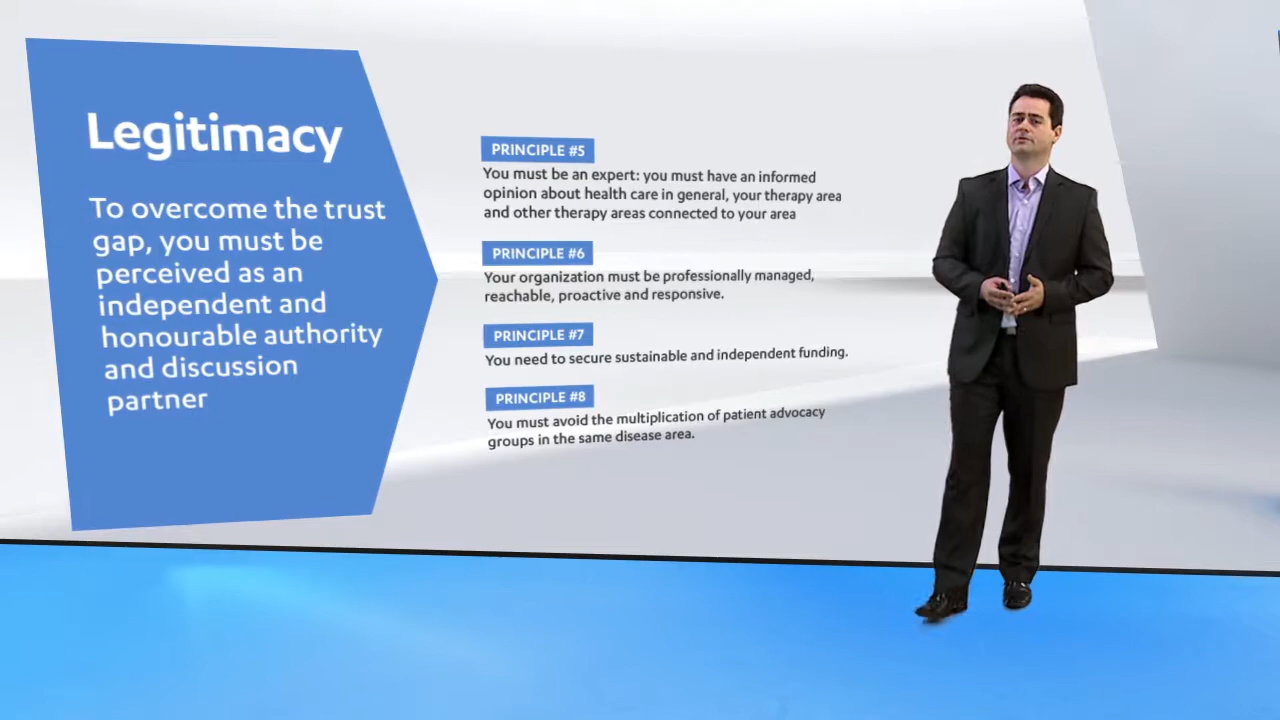 Legitimacy
To overcome the trust
gap, you must be
perceived as an
independent and
honourable authority
and discussion
partner
PRINCIPLE #5
You must be an expert: you must have an informed
opinion about health care in general, your therapy area
and other therapy areas connected to your area
PRINCIPLE #6
Your organization must be professionally managed,
reachable, proactive and responsive.
PRINCIPLE #7
You need to secure sustainable and independent funding.
PRINCIPLE #8
You must avoid the multiplication of patient advocacy
groups in the same disease area.